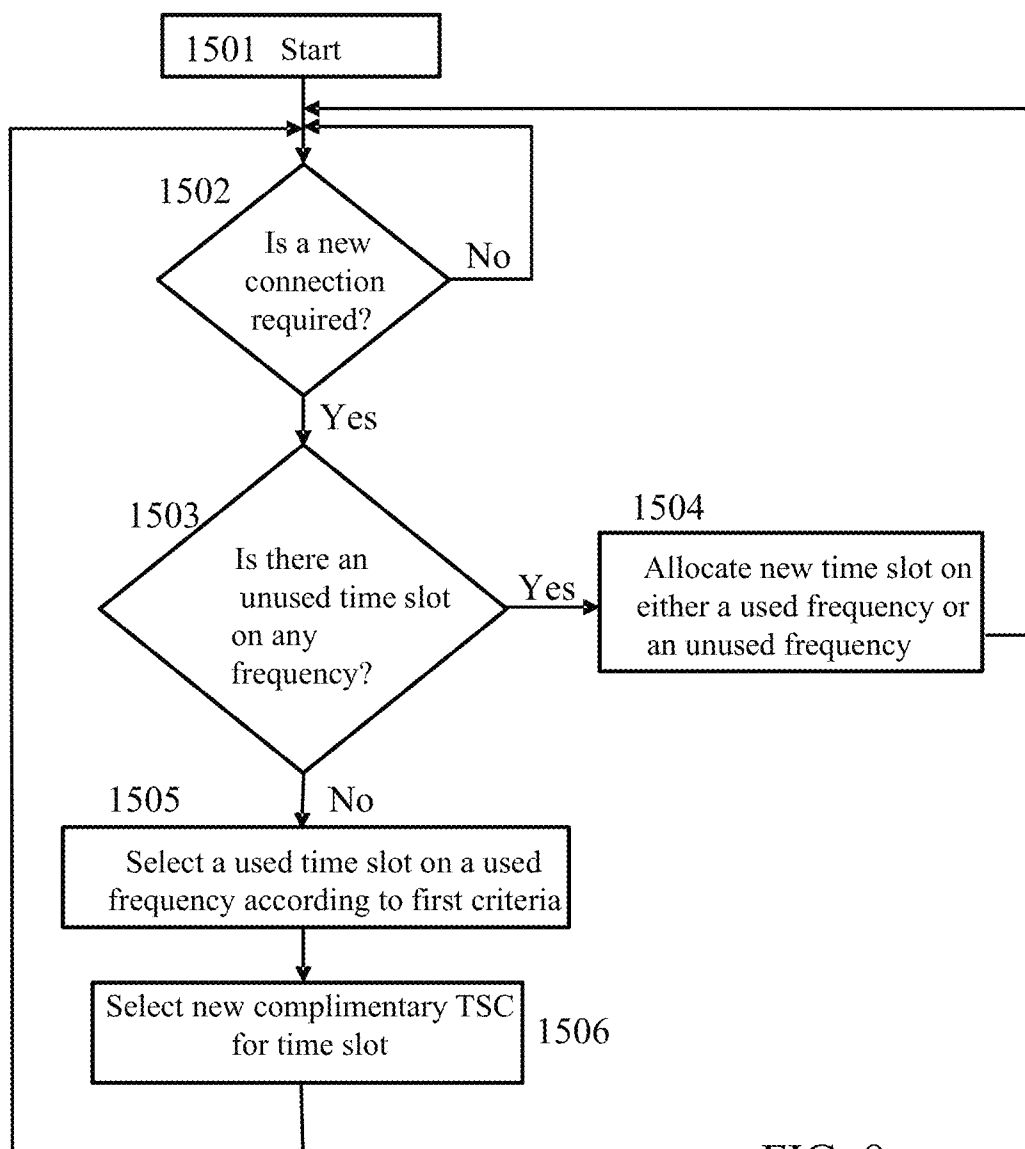 1501 Start
1502
Is a new
connection
required?
No
Yes
1503
Is there an
unused time slot
on any
frequency?
Yes
1504
Allocate new time slot on
either a used frequency or
an unused frequency
No
1505
Select a used time slot on a used
frequency according to first criteria
Select new complimentary TSC
for time slot
1506